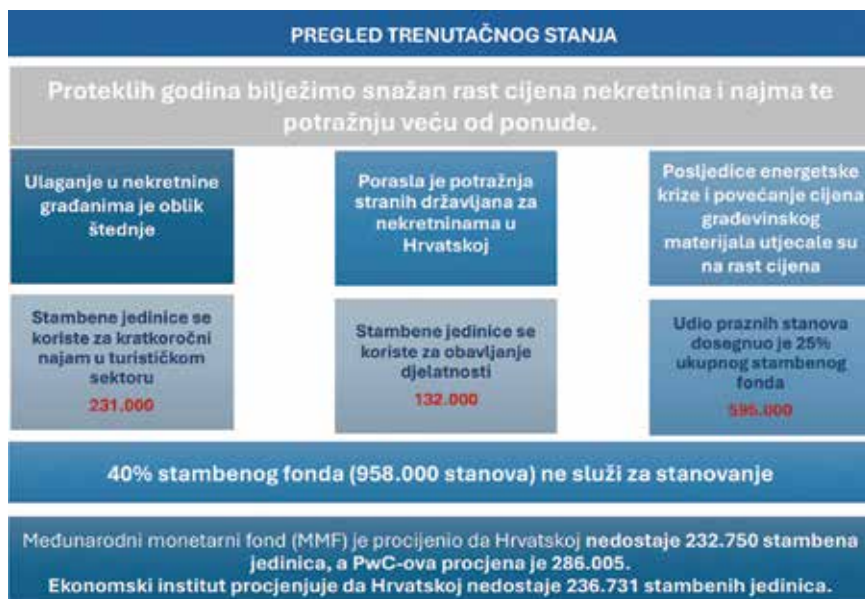 PREGLED TRENUTAČNOG STANJA
Proteklih godina bilježimo snažan rast cijena nekretnina i najma te
potražnju veću od ponude.
Ulaganje u nekretnine
građanima je oblik
štednje
Porasla je potražnja
stranih državljana za
nekretninama u
Hrvatskoj
Posljedice energetske
krize i povećanje cijena
građevinskog
materijala utjecale su
na rast cijena
Stambene jedinice se
koriste za kratkoročni
najam u turističkom
sektoru
231.000
Stambene jedinice se
koriste za obavljanje
djelatnosti
132.000
Udio praznih stanova
dosegnuo je 25%
ukupnog stambenog
fonda
595.000
40% stambenog fonda (958.000 stanova) ne služi za stanovanje
Međunarodni monetarni fond (MMF) je procijenio da Hrvatskoj nedostaje 232.750 stambena
jedinica, a PwC-ova procjena je 286.005.
Ekonomski institut procjenjuje da Hrvatskoj nedostaje 236.731 stambenih jedinica.